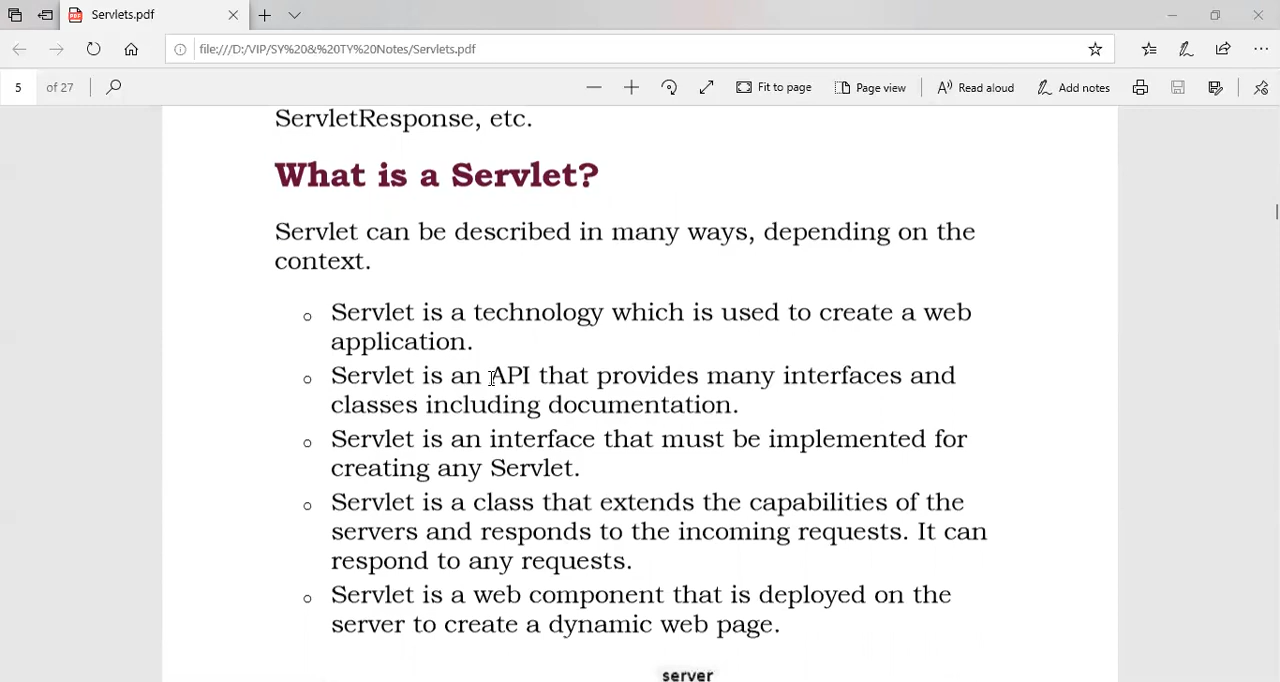 Servlets.pdf
file:///D:/VIP/SY%20&%20TY%20Notes/Servlets.pdf
5 of 27 Fit to page Page view Read aloud Add notes
ServletResponse, etc.
What is a Servlet?
Servlet can be described in many ways, depending on the
context.
Servlet is a technology which is used to create a web
application.
Servlet is an API that provides many interfaces and
classes including documentation.
Servlet is an interface that must be implemented for
creating any Servlet.
Servlet is a class that extends the capabilities of the
servers and responds to the incoming requests. It can
respond to any requests.
Servlet is a web component that is deployed on the
server to create a dynamic web page.
server